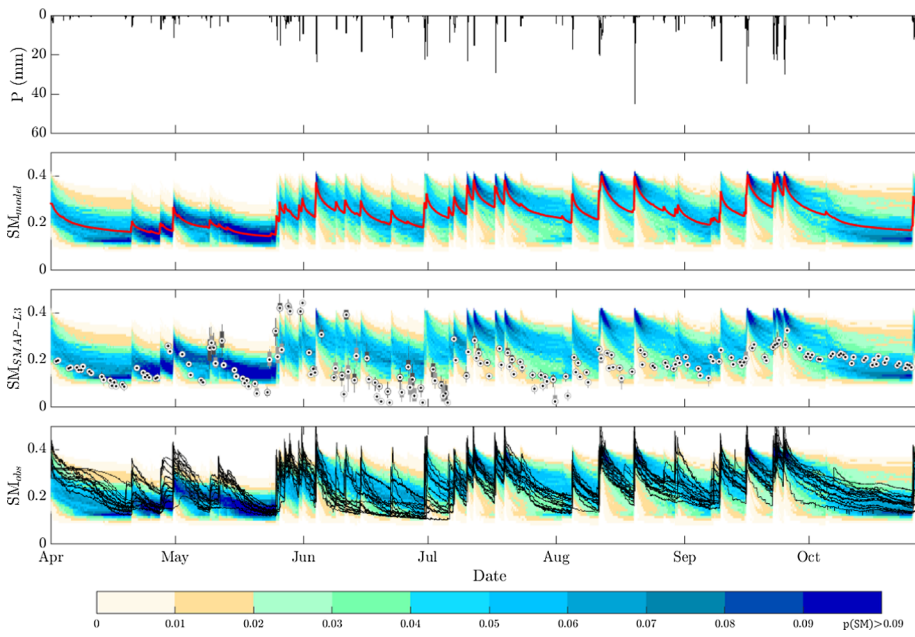 0
20
40
60
P (mm)
0.4
0.2
0
SM_model
0.4
0.2
0
SM_SMAP-L3
0.4
0.2
0
SM_obs
Apr May Jun Jul Aug Sep Oct
Date
0 0.01 0.02 0.03 0.04 0.05 0.06 0.07 0.08 0.09 p(SM)>0.09